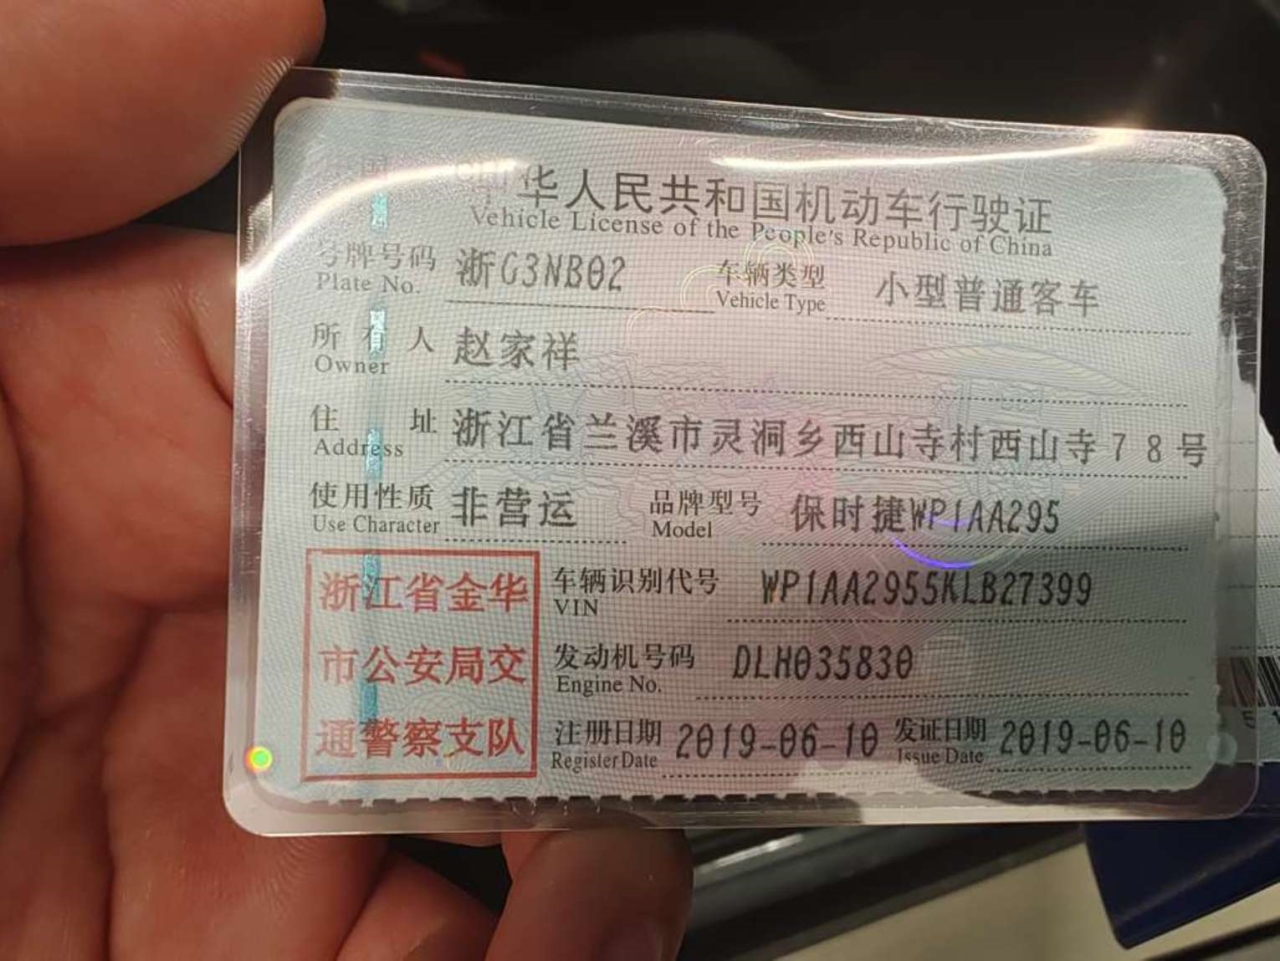 中华人民共和国机动车行驶证
Vehicle License of the People's Republic of China
号牌号码 浙G3NB02 车辆类型 小型普通客车
Plate No. Vehicle Type
所有人 赵家祥
Owner
住址 浙江省兰溪市灵洞乡西山寺村西山寺78号
Address
使用性质 非营运 品牌型号 保时捷WP1AA295
Use Character Model
浙江省金华 车辆识别代号 WP1AA2955KLB27399
VIN
市公安局交 发动机号码 DLH035830
Engine No.
通警察支队 注册日期 2019-06-10 发证日期 2019-06-10
Register Date Issue Date